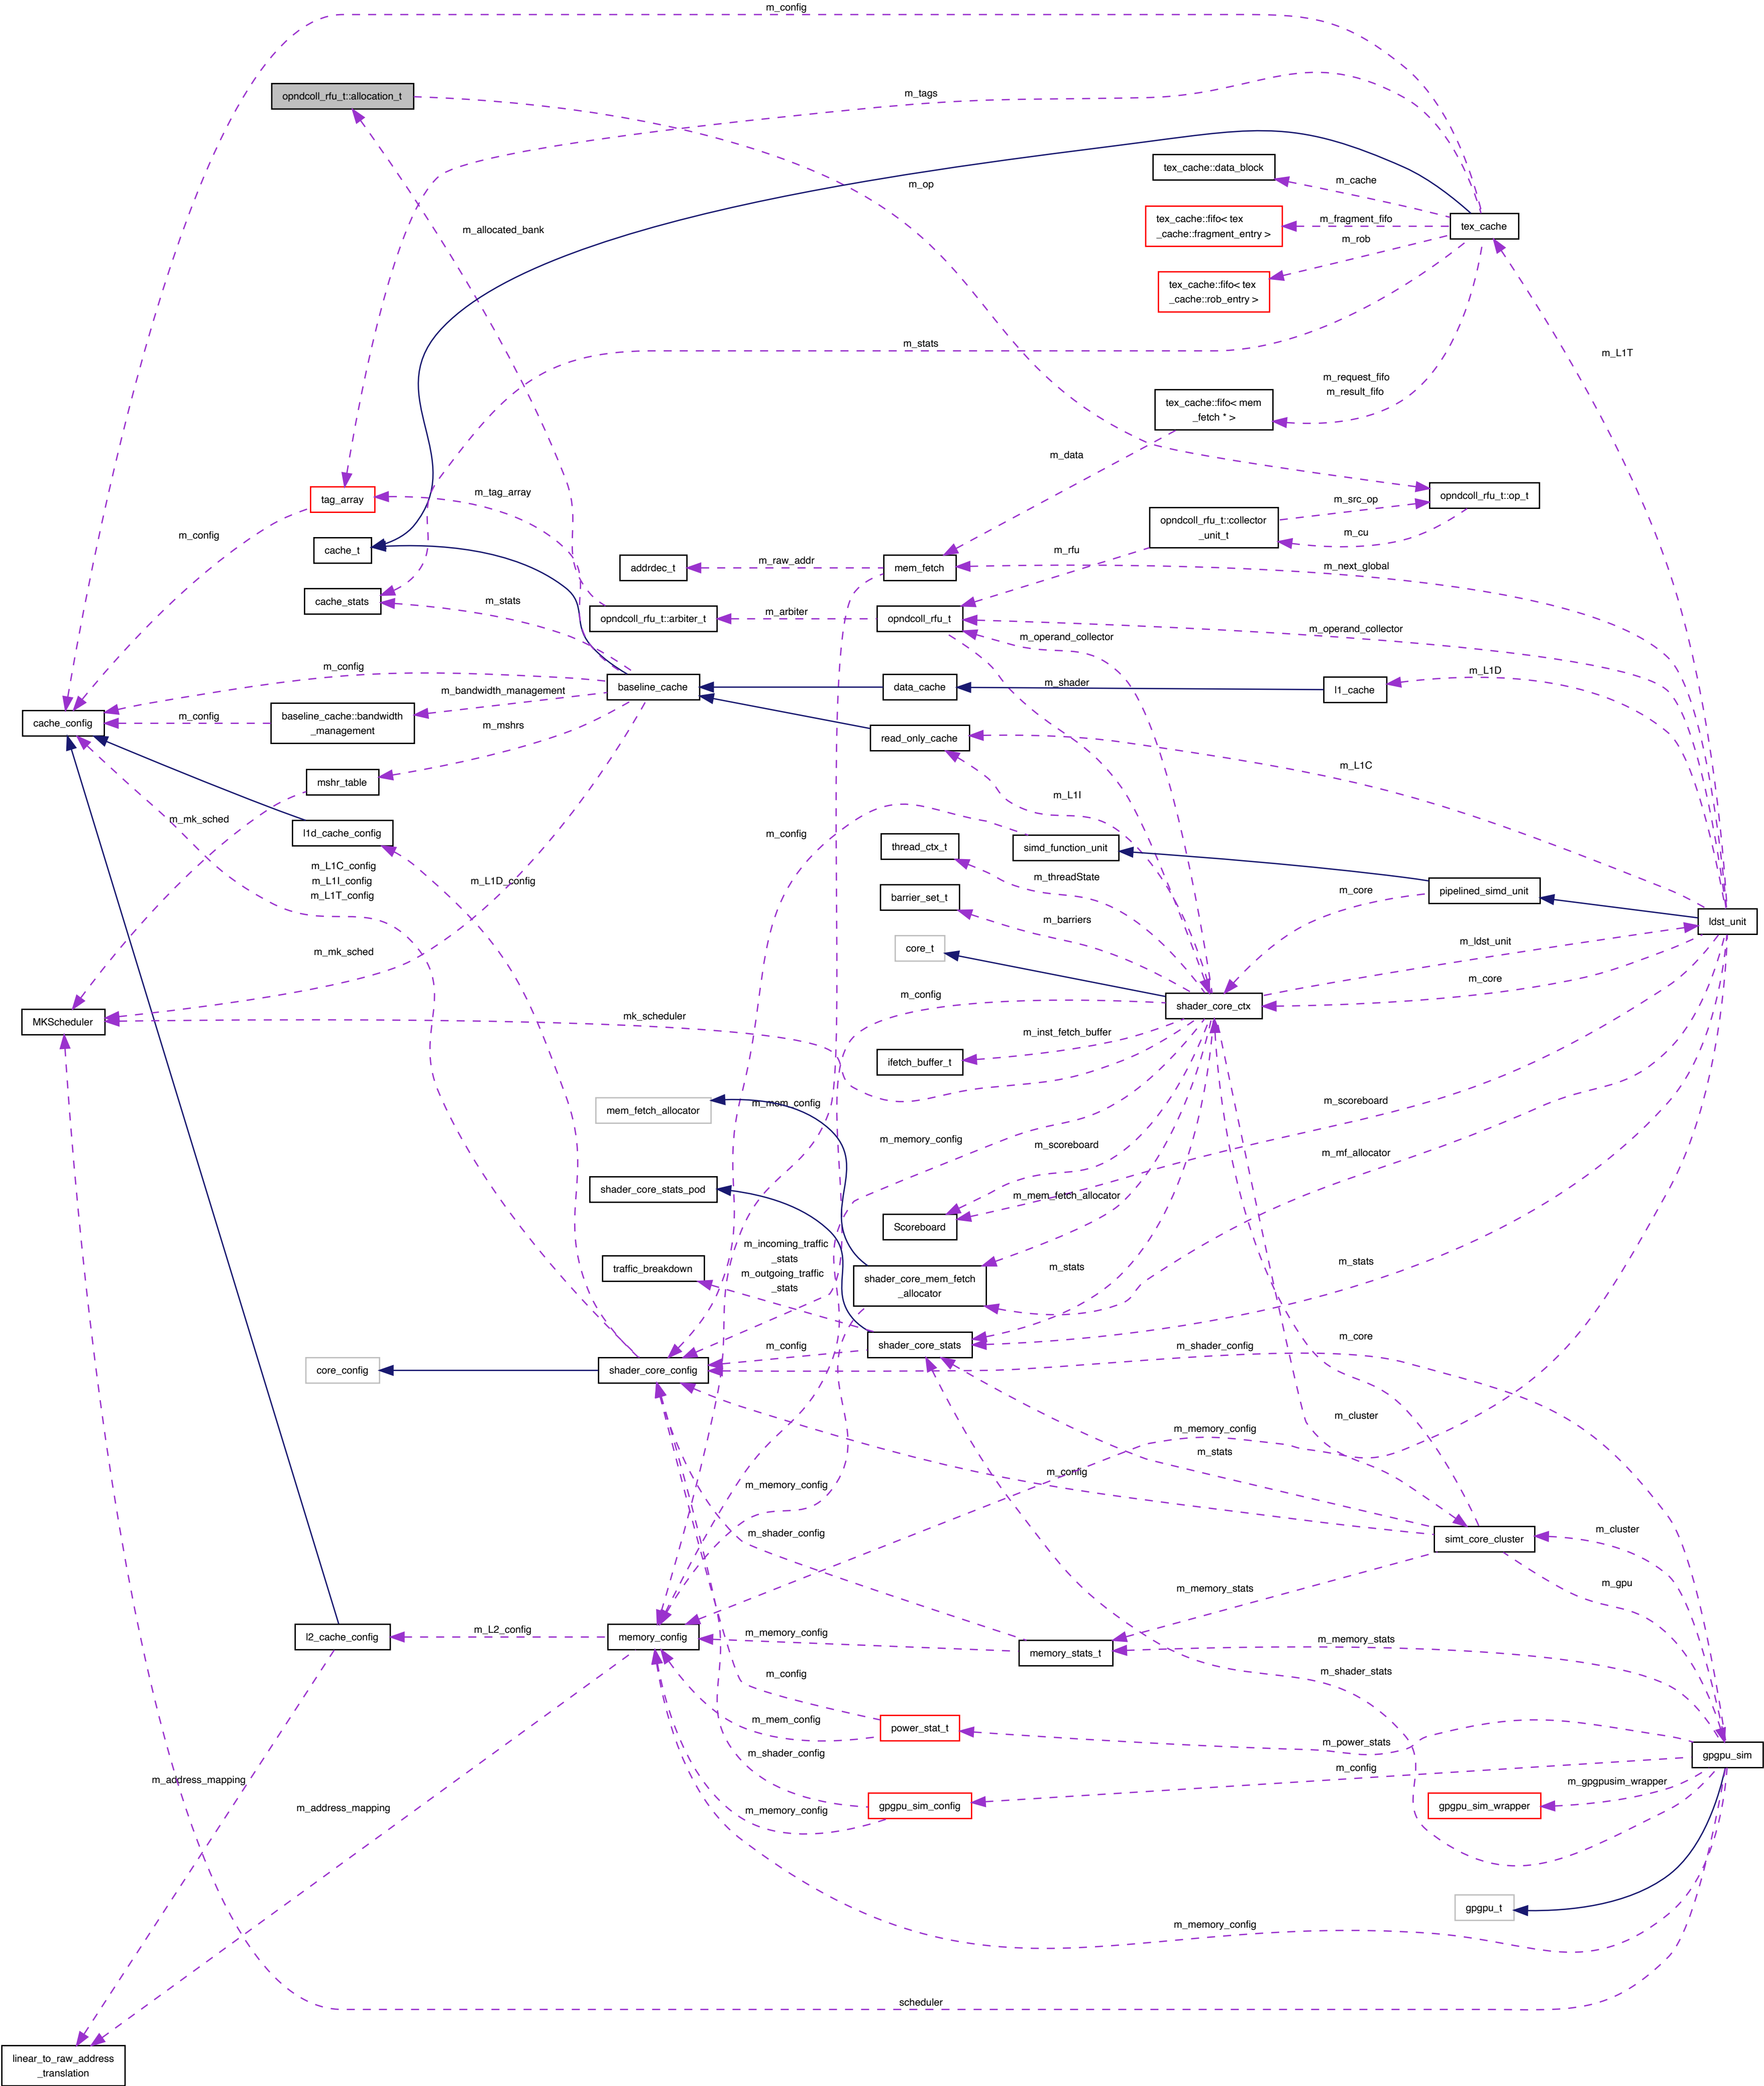 m_config
opndcoll_rfu_t::allocation_t
m_tags
tex_cache::data_block
m_cache
m_op
tex_cache::fifo< tex
_cache::fragment_entry >
m_fragment_fifo
tex_cache
m_allocated_bank
m_rob
tex_cache::fifo< tex
_cache::rob_entry >
m_stats
m_L1T
m_request_fifo
m_result_fifo
tex_cache::fifo< mem
_fetch * >
m_data
tag_array
m_tag_array
m_src_op
opndcoll_rfu_t::op_t
opndcoll_rfu_t::collector
_unit_t
m_config
m_cu
cache_t
m_rfu
addrdec_t
m_raw_addr
mem_fetch
m_next_global
cache_stats
m_stats
opndcoll_rfu_t::arbiter_t
m_arbiter
opndcoll_rfu_t
m_operand_collector
m_operand_collector
m_config
m_L1D
baseline_cache
data_cache
m_shader
l1_cache
m_bandwidth_management
cache_config
m_config
baseline_cache::bandwidth
_management
m_mshrs
read_only_cache
m_L1C
mshr_table
m_L1I
m_mk_sched
l1d_cache_config
m_config
thread_ctx_t
simd_function_unit
m_L1C_config
m_L1I_config
m_L1T_config
m_L1D_config
m_threadState
m_core
pipelined_simd_unit
barrier_set_t
m_barriers
ldst_unit
core_t
m_ldst_unit
m_mk_sched
m_core
m_config
shader_core_ctx
MKScheduler
mk_scheduler
m_inst_fetch_buffer
ifetch_buffer_t
mem_fetch_allocator
m_mem_config
m_scoreboard
m_memory_config
m_scoreboard
m_mf_allocator
shader_core_stats_pod
m_mem_fetch_allocator
Scoreboard
m_incoming_traffic
_stats
m_outgoing_traffic
_stats
traffic_breakdown
shader_core_mem_fetch
_allocator
m_stats
m_stats
m_config
shader_core_stats
m_shader_config
m_core
core_config
shader_core_config
m_cluster
m_memory_config
m_stats
m_config
m_memory_config
m_shader_config
simt_core_cluster
m_cluster
m_memory_stats
m_gpu
l2_cache_config
m_L2_config
memory_config
m_memory_config
memory_stats_t
m_memory_stats
m_config
m_shader_stats
m_mem_config
power_stat_t
m_power_stats
gpgpu_sim
m_shader_config
m_config
m_address_mapping
m_gpgpusim_wrapper
m_address_mapping
m_memory_config
gpgpu_sim_config
gpgpu_sim_wrapper
gpgpu_t
m_memory_config
scheduler
linear_to_raw_address
_translation